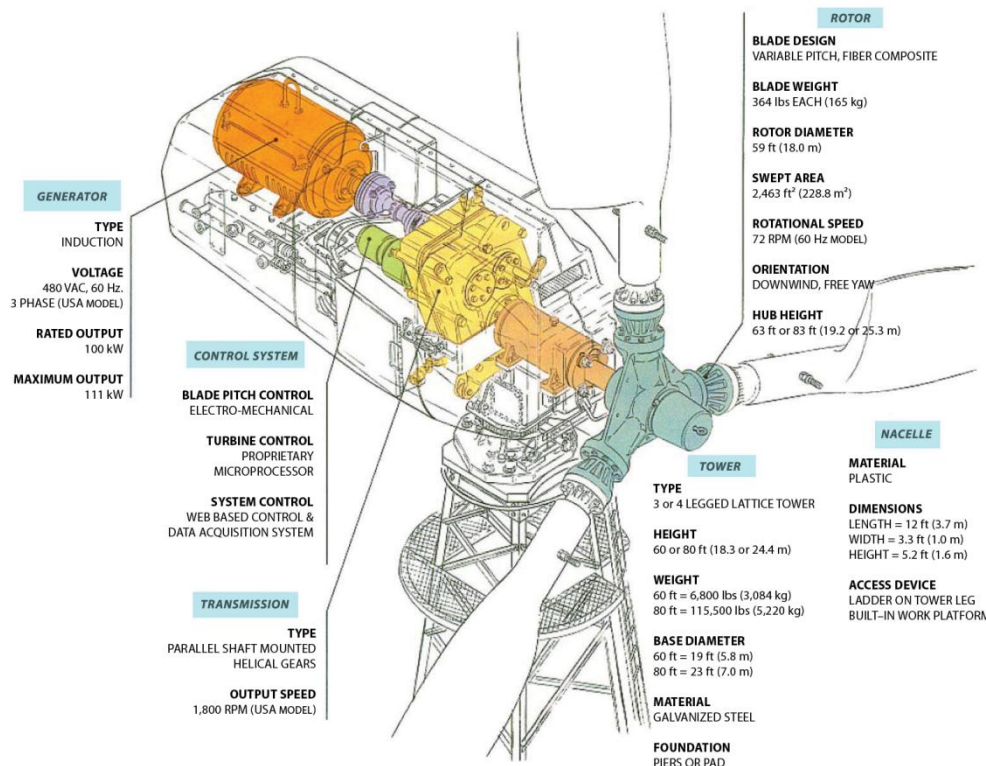 GENERATOR
TYPE
INDUCTION
VOLTAGE
480 VAC, 60 Hz.
3 PHASE (USA MODEL)
RATED OUTPUT
100 kW
MAXIMUM OUTPUT
111 kW
CONTROL SYSTEM
BLADE PITCH CONTROL
ELECTRO-MECHANICAL
TURBINE CONTROL
PROPRIETARY
MICROPROCESSOR
SYSTEM CONTROL
WEB BASED CONTROL &
DATA ACQUISITION SYSTEM
TRANSMISSION
TYPE
PARALLEL SHAFT MOUNTED
HELICAL GEARS
OUTPUT SPEED
1,800 RPM (USA MODEL)
ROTOR
BLADE DESIGN
VARIABLE PITCH, FIBER COMPOSITE
BLADE WEIGHT
364 lbs EACH (165 kg)
ROTOR DIAMETER
59 ft (18.0 m)
SWEPT AREA
2,463 ft² (228.8 m²)
ROTATIONAL SPEED
72 RPM (60 Hz MODEL)
ORIENTATION
DOWNWIND, FREE YAW
HUB HEIGHT
63 ft or 83 ft (19.2 or 25.3 m)
TOWER
TYPE
3 or 4 LEGGED LATTICE TOWER
HEIGHT
60 or 80 ft (18.3 or 24.4 m)
WEIGHT
60 ft = 6,800 lbs (3,084 kg)
80 ft = 115,500 lbs (5,220 kg)
BASE DIAMETER
60 ft = 19 ft (5.8 m)
80 ft = 23 ft (7.0 m)
MATERIAL
GALVANIZED STEEL
FOUNDATION
PIERS OR PAD
NACELLE
MATERIAL
PLASTIC
DIMENSIONS
LENGTH = 12 ft (3.7 m)
WIDTH = 3.3 ft (1.0 m)
HEIGHT = 5.2 ft (1.6 m)
ACCESS DEVICE
LADDER ON TOWER LEG
BUILT–IN WORK PLATFORM